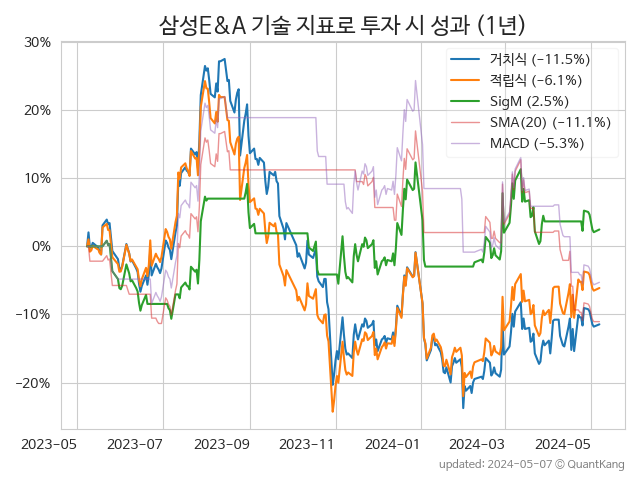 삼성E&A 기술 지표로 투자 시 성과 (1년)
30%
20%
10%
0%
−10%
−20%
거치식 (−11.5%)
적립식 (−6.1%)
SigM (2.5%)
SMA(20) (−11.1%)
MACD (−5.3%)
2023-05 2023-07 2023-09 2023-11 2024-01 2024-03 2024-05
updated: 2024-05-07 © QuantKang